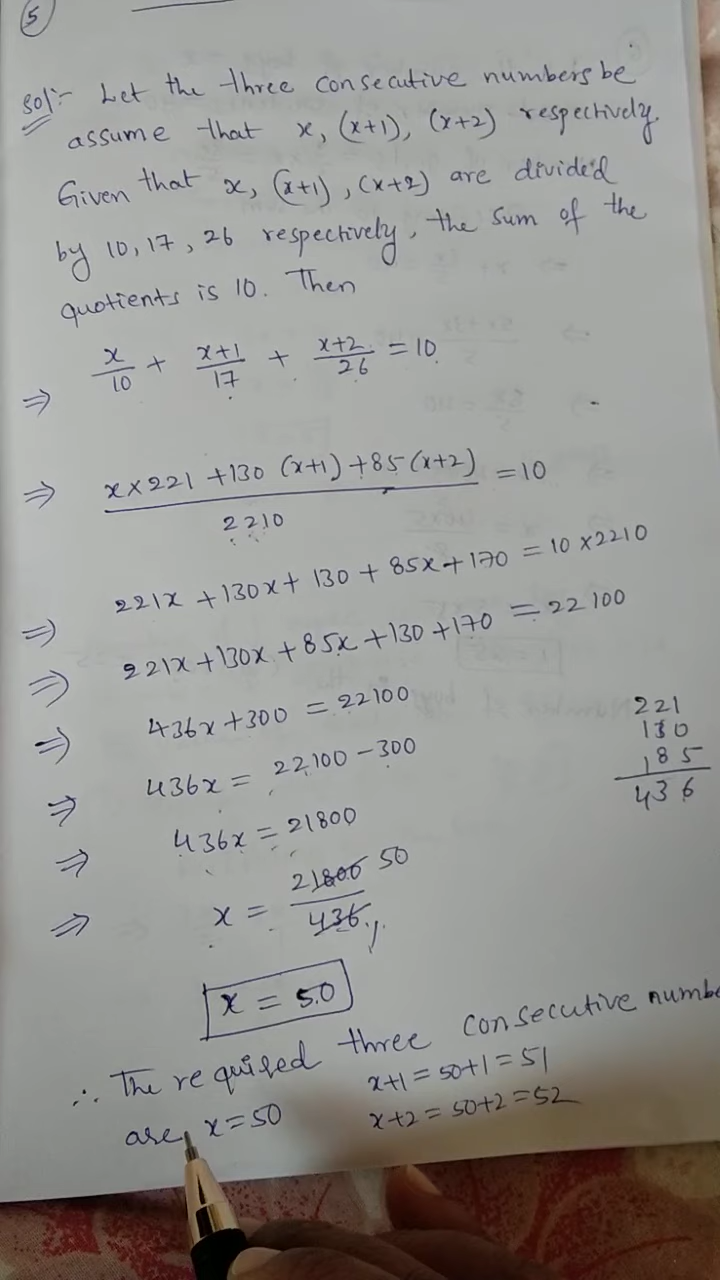 5
Sol:- Let the three consecutive numbers be
assume that x, (x+1), (x+2) respectively.
Given that x, (x+1), (x+2) are divided
by 10, 17, 26 respectively, the sum of the
quotients is 10. Then
⇒ x/10 + (x+1)/17 + (x+2)/26 = 10
⇒ (x×221 +130 (x+1) +85 (x+2))/2210 = 10
⇒ 221x +130x + 130 + 85x + 170 = 10 × 2210
⇒ 221x + 130x + 85x + 130 + 170 = 22100
⇒ 436x + 300 = 22100
⇒ 436x = 22100 - 300
⇒ 436x = 21800
⇒ x = 21800/436 50
x = 50
∴ The required three consecutive numbe
are x = 50
x+1 = 50+1 = 51
x+2 = 50+2 = 52
221
130
185
436